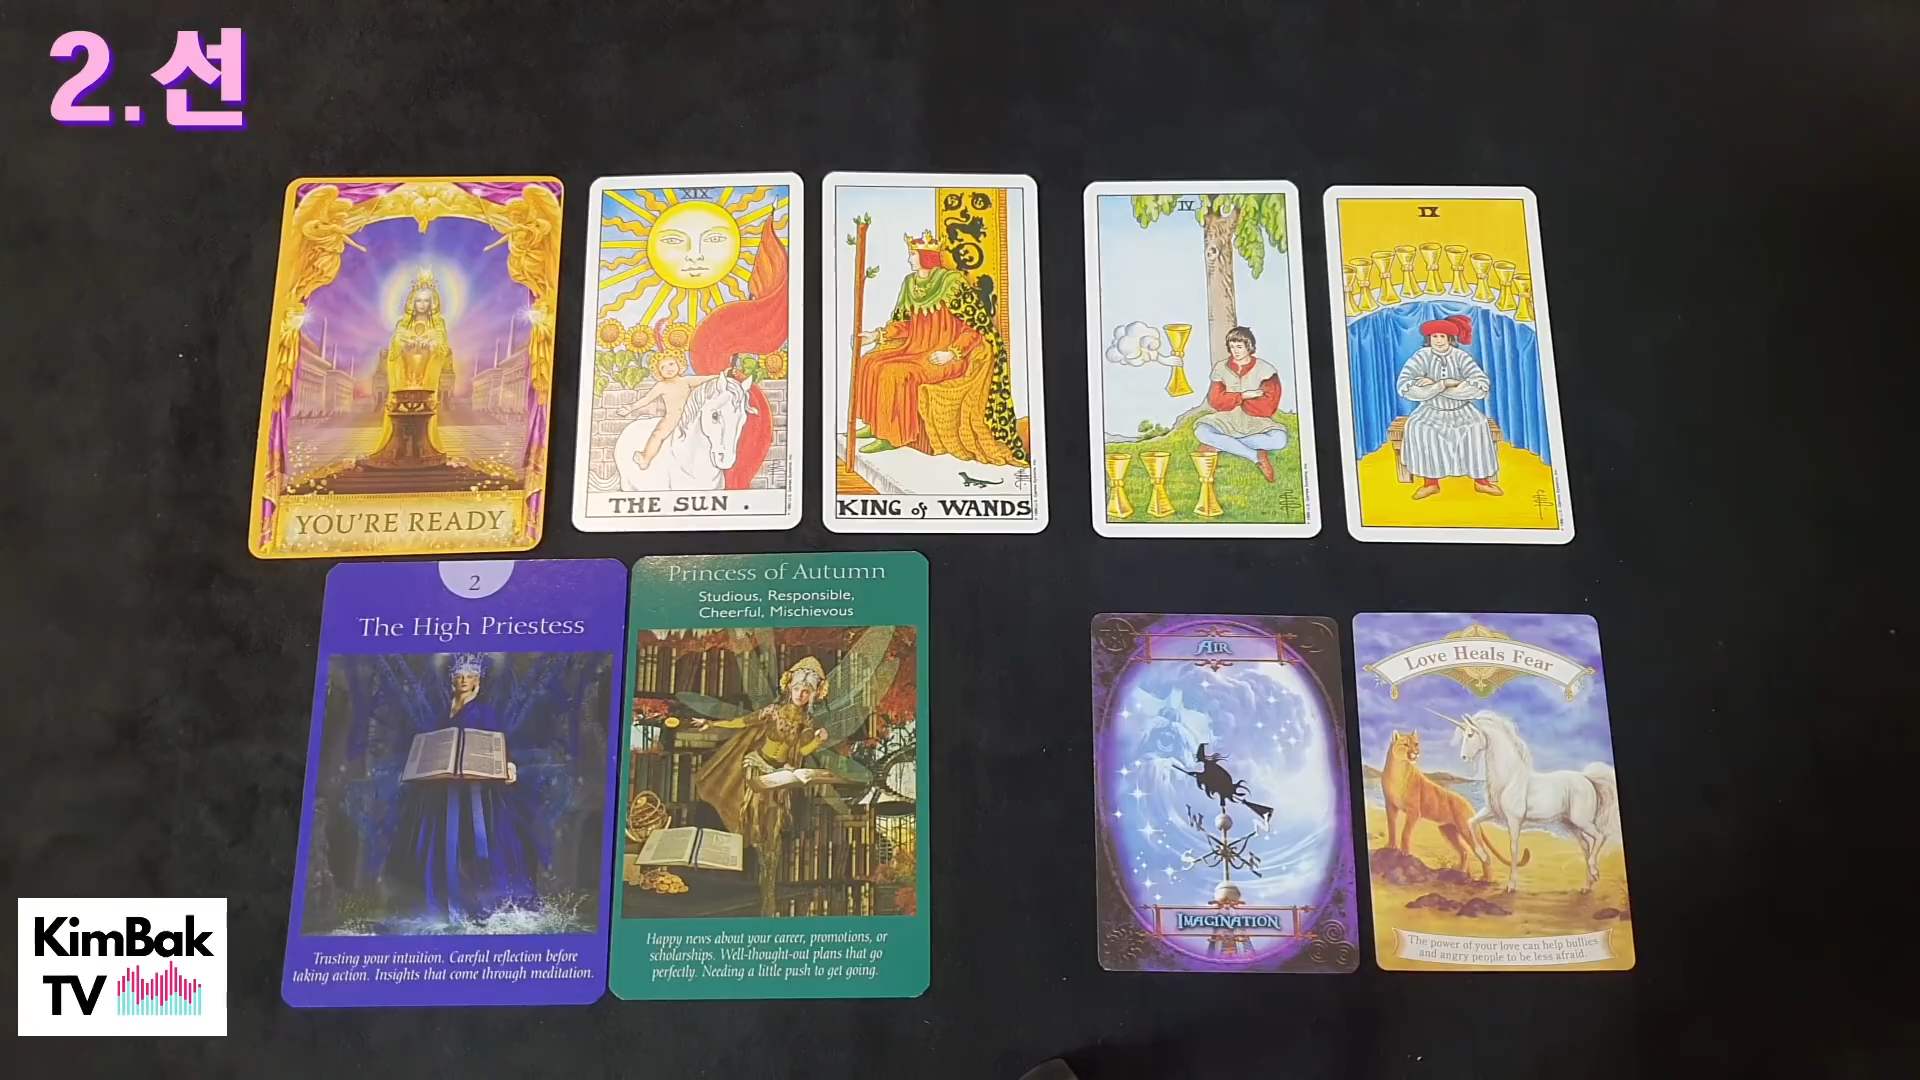 2.션
YOU'RE READY
XIX
THE SUN.
KING of WANDS
IV
IX
2
The High Priestess
Trusting your intuition. Careful reflection before
taking action. Insights that come through meditation.
Princess of Autumn
Studious, Responsible,
Cheerful, Mischievous
Happy news about your career, promotions, or
scholarships. Well-thought-out plans that go
perfectly. Needing a little push to get going.
AIR
W N
S E
IMAGINATION
Love Heals Fear
The power of your love can help bullies
and angry people to be less afraid.
KimBak
TV